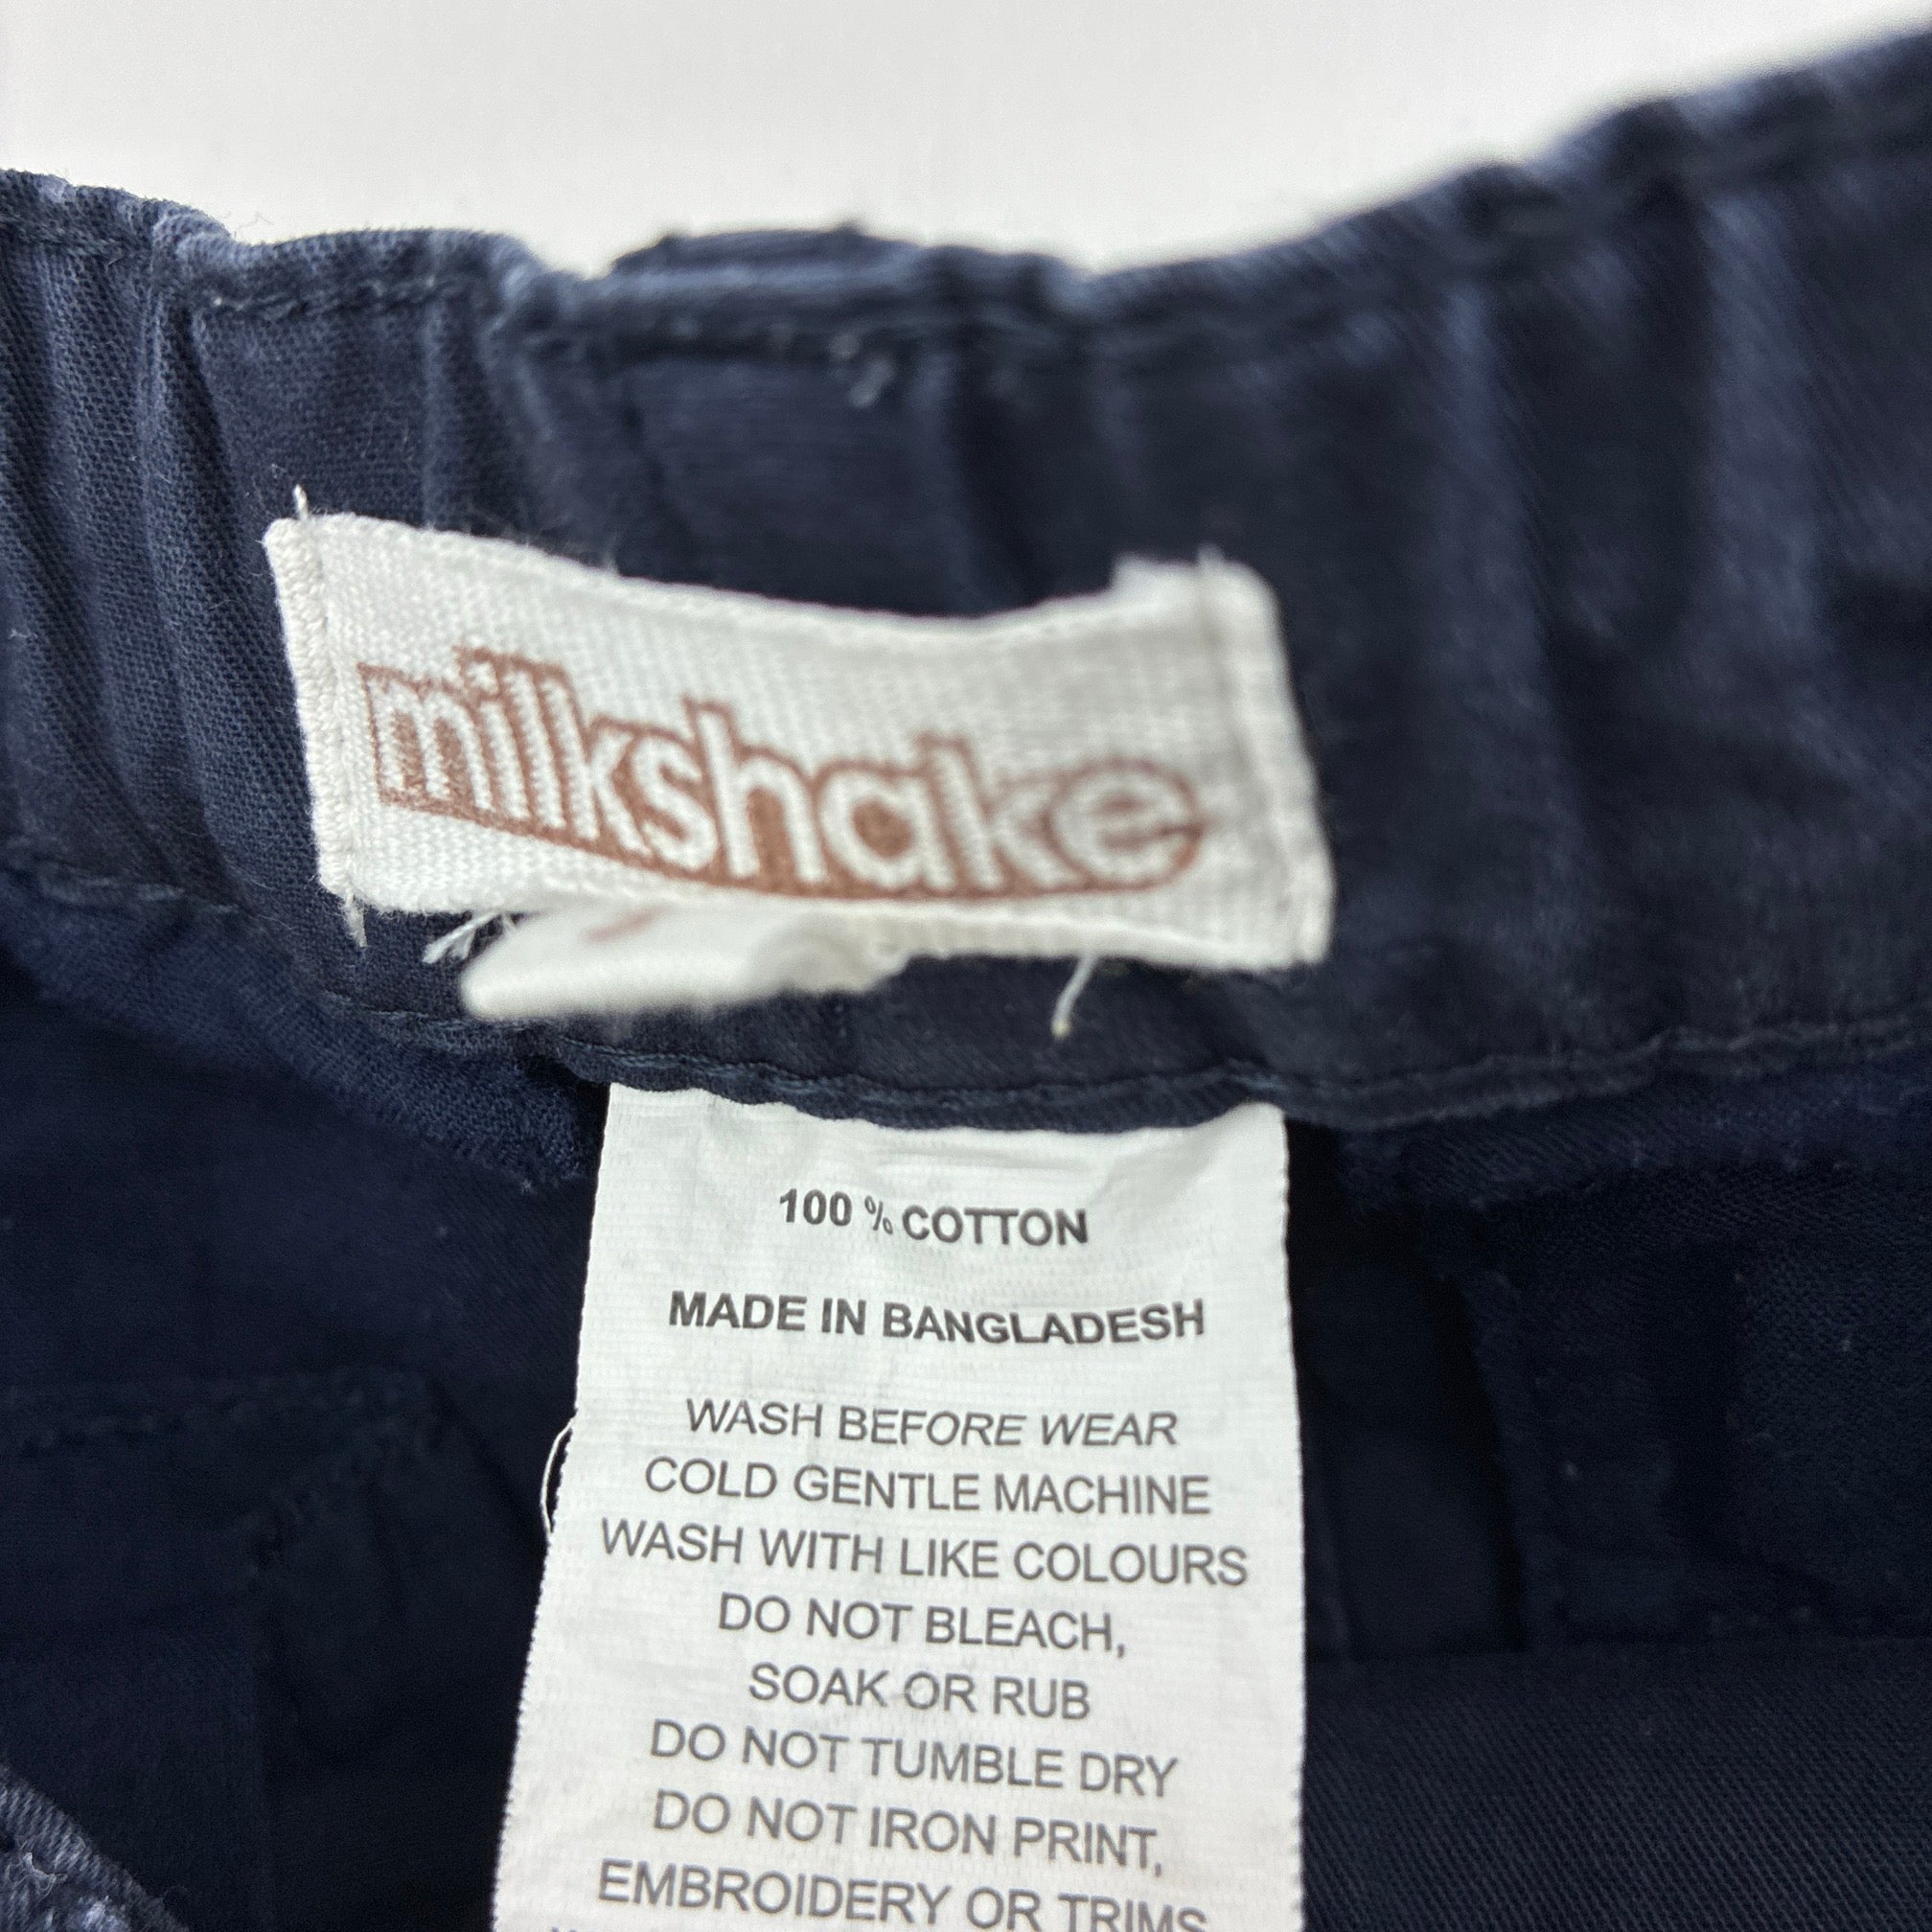 milkshake
100 % COTTON
MADE IN BANGLADESH
WASH BEFORE WEAR
COLD GENTLE MACHINE
WASH WITH LIKE COLOURS
DO NOT BLEACH,
SOAK OR RUB
DO NOT TUMBLE DRY
DO NOT IRON PRINT,
EMBROIDERY OR TRIMS